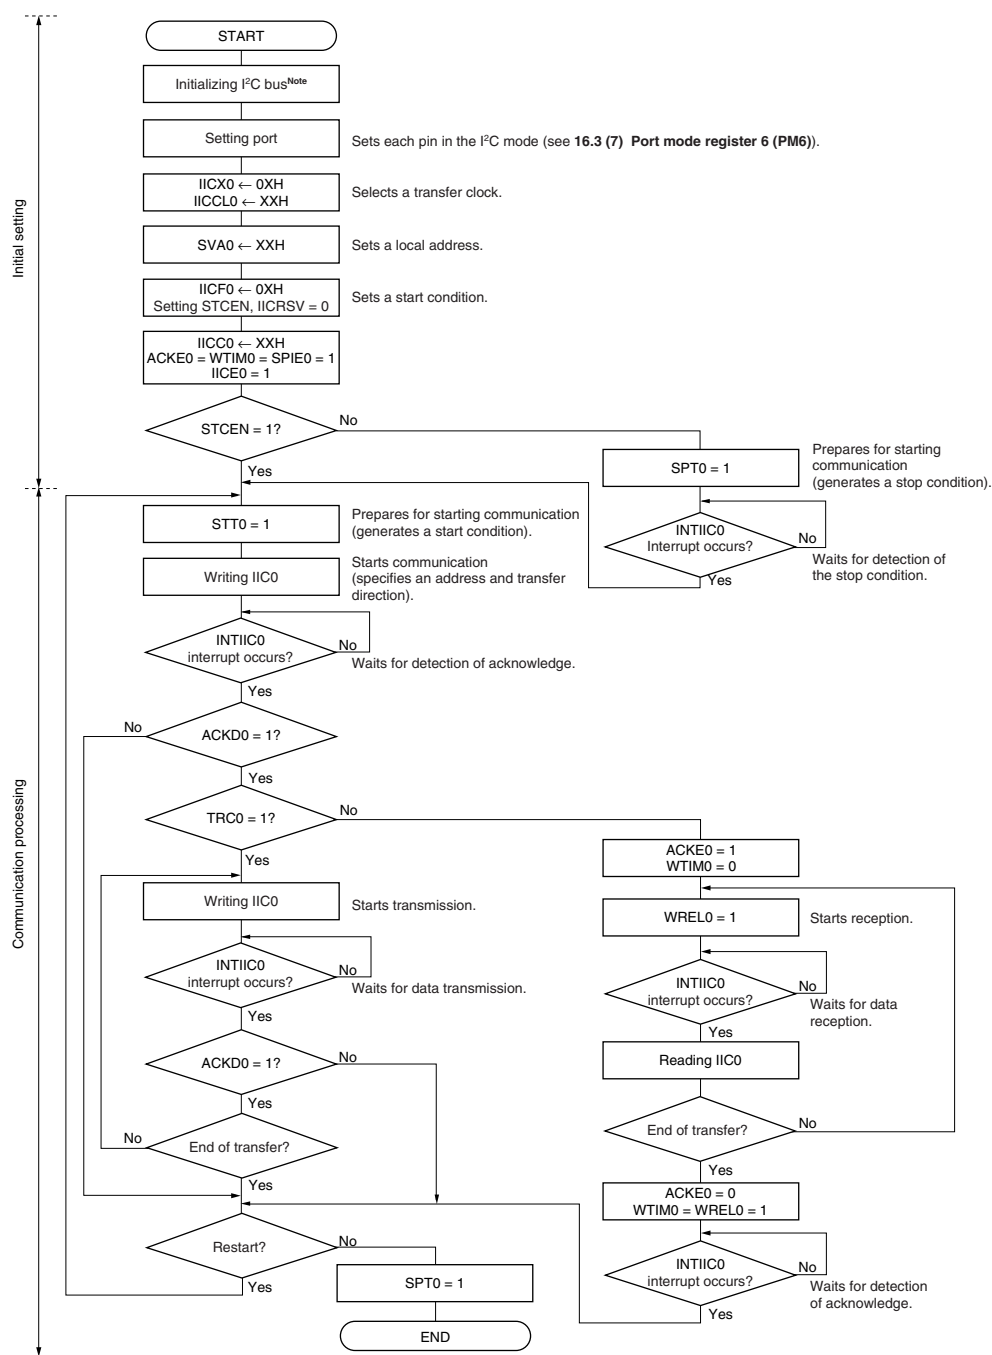 START
Initializing I²C busNote
Setting port
Sets each pin in the I²C mode (see 16.3 (7) Port mode register 6 (PM6)).
IICX0 ← 0XH
IICCL0 ← XXH
Selects a transfer clock.
Initial setting
SVA0 ← XXH
Sets a local address.
IICF0 ← 0XH
Setting STCEN, IICRSV = 0
Sets a start condition.
IICC0 ← XXH
ACKE0 = WTIM0 = SPIE0 = 1
IICE0 = 1
STCEN = 1?
No
Yes
SPT0 = 1
Prepares for starting
communication
(generates a stop condition).
INTIIC0
Interrupt occurs?
No
Waits for detection of
the stop condition.
Yes
STT0 = 1
Prepares for starting communication
(generates a start condition).
Writing IIC0
Starts communication
(specifies an address and transfer
direction).
INTIIC0
interrupt occurs?
No
Waits for detection of acknowledge.
Yes
ACKD0 = 1?
No
Yes
TRC0 = 1?
No
Yes
Communication processing
Writing IIC0
Starts transmission.
INTIIC0
interrupt occurs?
No
Waits for data transmission.
Yes
ACKD0 = 1?
No
Yes
End of transfer?
No
Yes
ACKE0 = 1
WTIM0 = 0
WREL0 = 1
Starts reception.
INTIIC0
interrupt occurs?
No
Waits for data
reception.
Yes
Reading IIC0
End of transfer?
No
Yes
ACKE0 = 0
WTIM0 = WREL0 = 1
INTIIC0
interrupt occurs?
No
Waits for detection
of acknowledge.
Yes
Restart?
No
Yes
SPT0 = 1
END